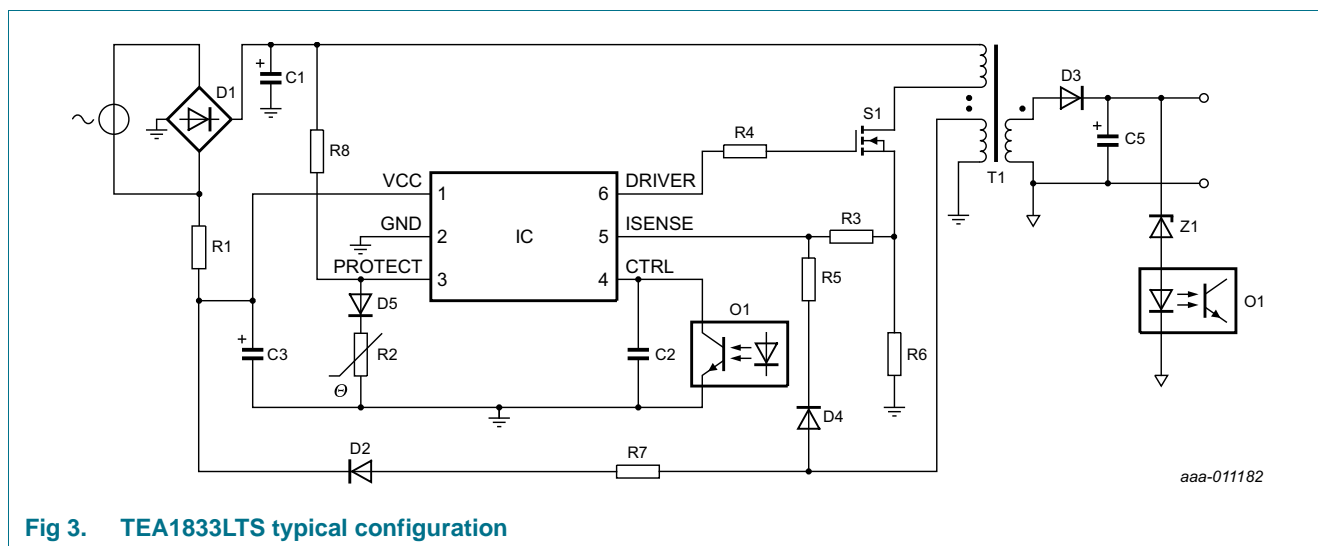 D1
C1
R8
VCC
1
GND
2
PROTECT
3
IC
6
DRIVER
5
ISENSE
4
CTRL
R4
S1
R3
R5
R6
T1
D3
C5
Z1
O1
R1
C3
D5
R2
Θ
C2
O1
D4
D2
R7
aaa-011182
Fig 3. TEA1833LTS typical configuration